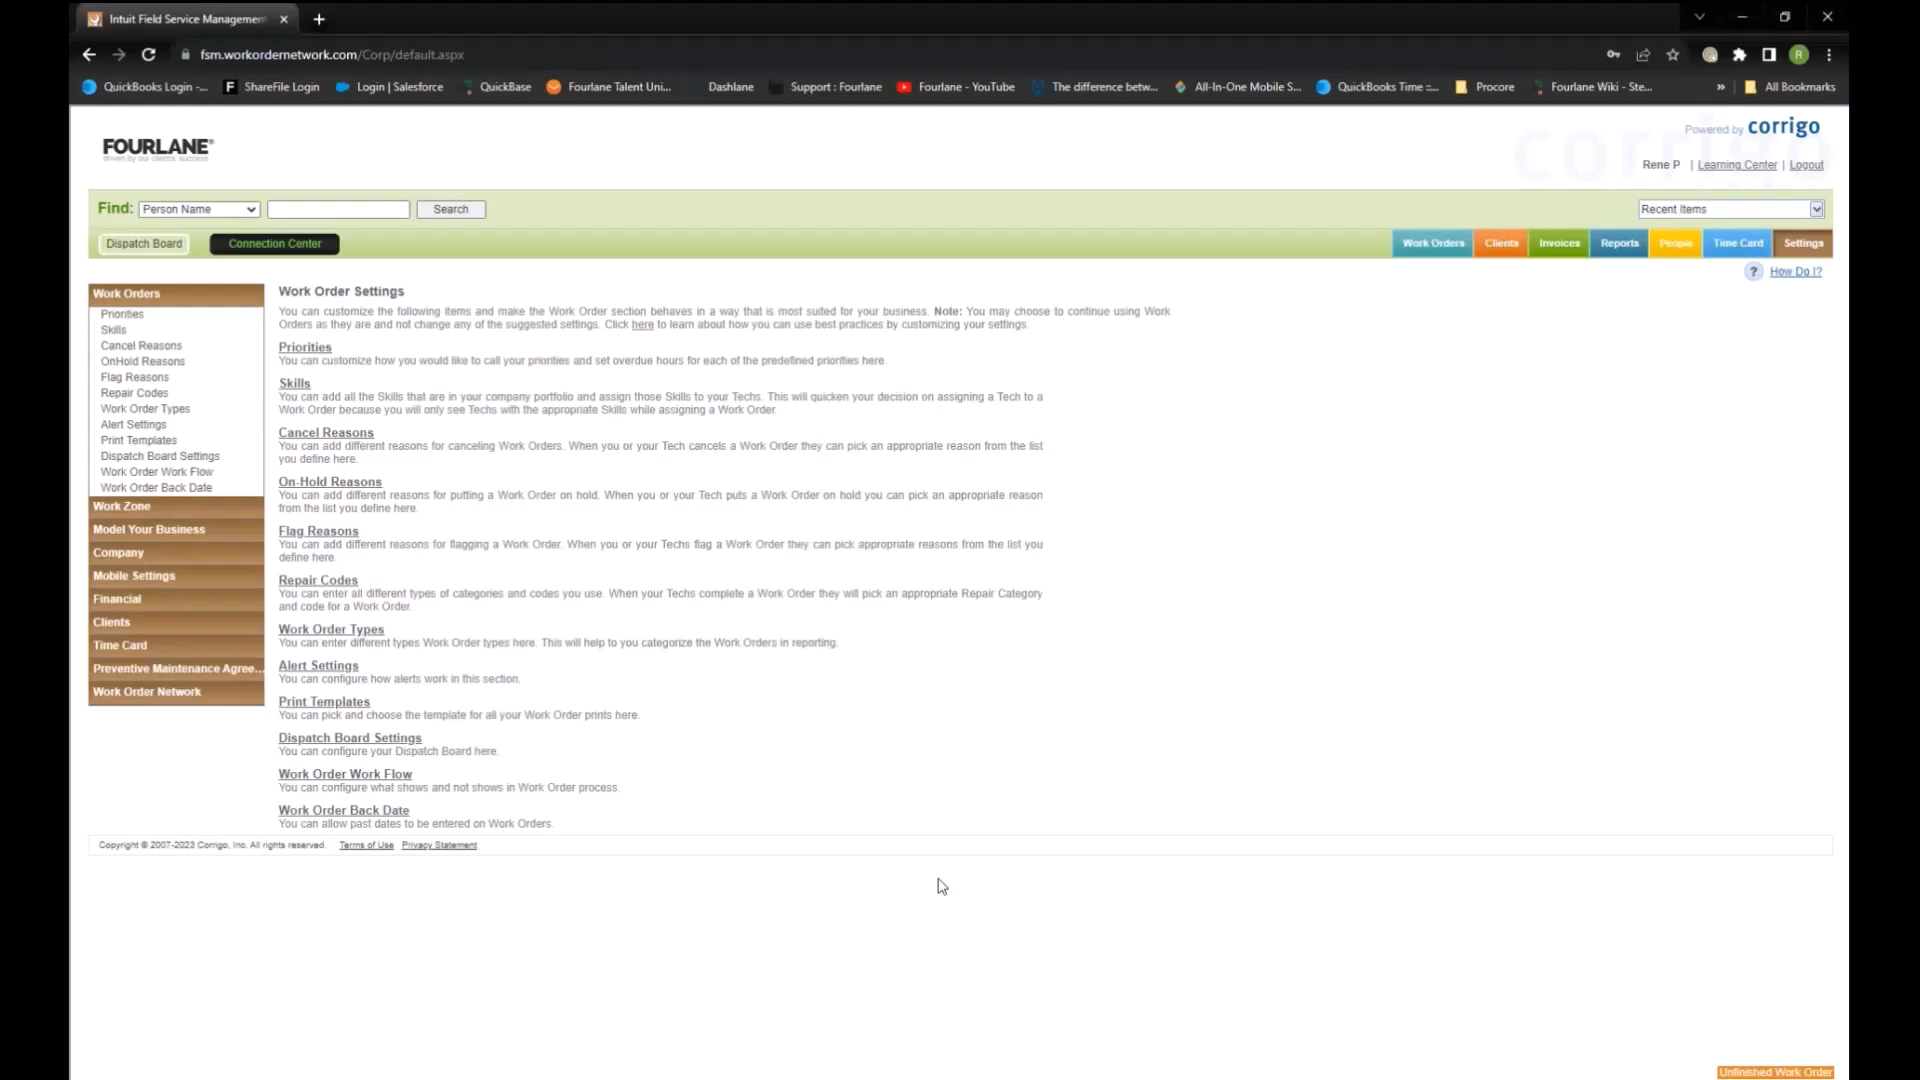 Intuit Field Service Management
fsm.workordernetwork.com/Corp/default.aspx
R
QuickBooks Login -...
ShareFile Login
Login | Salesforce
QuickBase
Fourlane Talent Uni...
Dashlane
Support : Fourlane
Fourlane - YouTube
The difference betw...
All-In-One Mobile S...
QuickBooks Time ::...
Procore
Fourlane Wiki - Ste...
»
All Bookmarks
FOURLANE
driven by our clients' success
Powered by corrigo
Rene P | Learning Center | Logout
Find: Person Name Search Recent Items
Dispatch Board Connection Center Work Orders Clients Invoices Reports People Time Card Settings
? How Do I?
Work Orders
Priorities
Skills
Cancel Reasons
OnHold Reasons
Flag Reasons
Repair Codes
Work Order Types
Alert Settings
Print Templates
Dispatch Board Settings
Work Order Work Flow
Work Order Back Date
Work Zone
Model Your Business
Company
Mobile Settings
Financial
Clients
Time Card
Preventive Maintenance Agree...
Work Order Network
Work Order Settings
You can customize the following items and make the Work Order section behaves in a way that is most suited for your business. Note: You may choose to continue using Work
Orders as they are and not change any of the suggested settings. Click here to learn about how you can use best practices by customizing your settings.
Priorities
You can customize how you would like to call your priorities and set overdue hours for each of the predefined priorities here.
Skills
You can add all the Skills that are in your company portfolio and assign those Skills to your Techs. This will quicken your decision on assigning a Tech to a
Work Order because you will only see Techs with the appropriate Skills while assigning a Work Order.
Cancel Reasons
You can add different reasons for canceling Work Orders. When you or your Tech cancels a Work Order they can pick an appropriate reason from the list
you define here.
On-Hold Reasons
You can add different reasons for putting a Work Order on hold. When you or your Tech puts a Work Order on hold you can pick an appropriate reason
from the list you define here.
Flag Reasons
You can add different reasons for flagging a Work Order. When you or your Techs flag a Work Order they can pick appropriate reasons from the list you
define here.
Repair Codes
You can enter all different types of categories and codes you use. When your Techs complete a Work Order they will pick an appropriate Repair Category
and code for a Work Order.
Work Order Types
You can enter different types Work Order types here. This will help to you categorize the Work Orders in reporting.
Alert Settings
You can configure how alerts work in this section.
Print Templates
You can pick and choose the template for all your Work Order prints here.
Dispatch Board Settings
You can configure your Dispatch Board here.
Work Order Work Flow
You can configure what shows and not shows in Work Order process.
Work Order Back Date
You can allow past dates to be entered on Work Orders.
Copyright © 2007-2023 Corrigo, Inc. All rights reserved. Terms of Use Privacy Statement
Unfinished Work Order